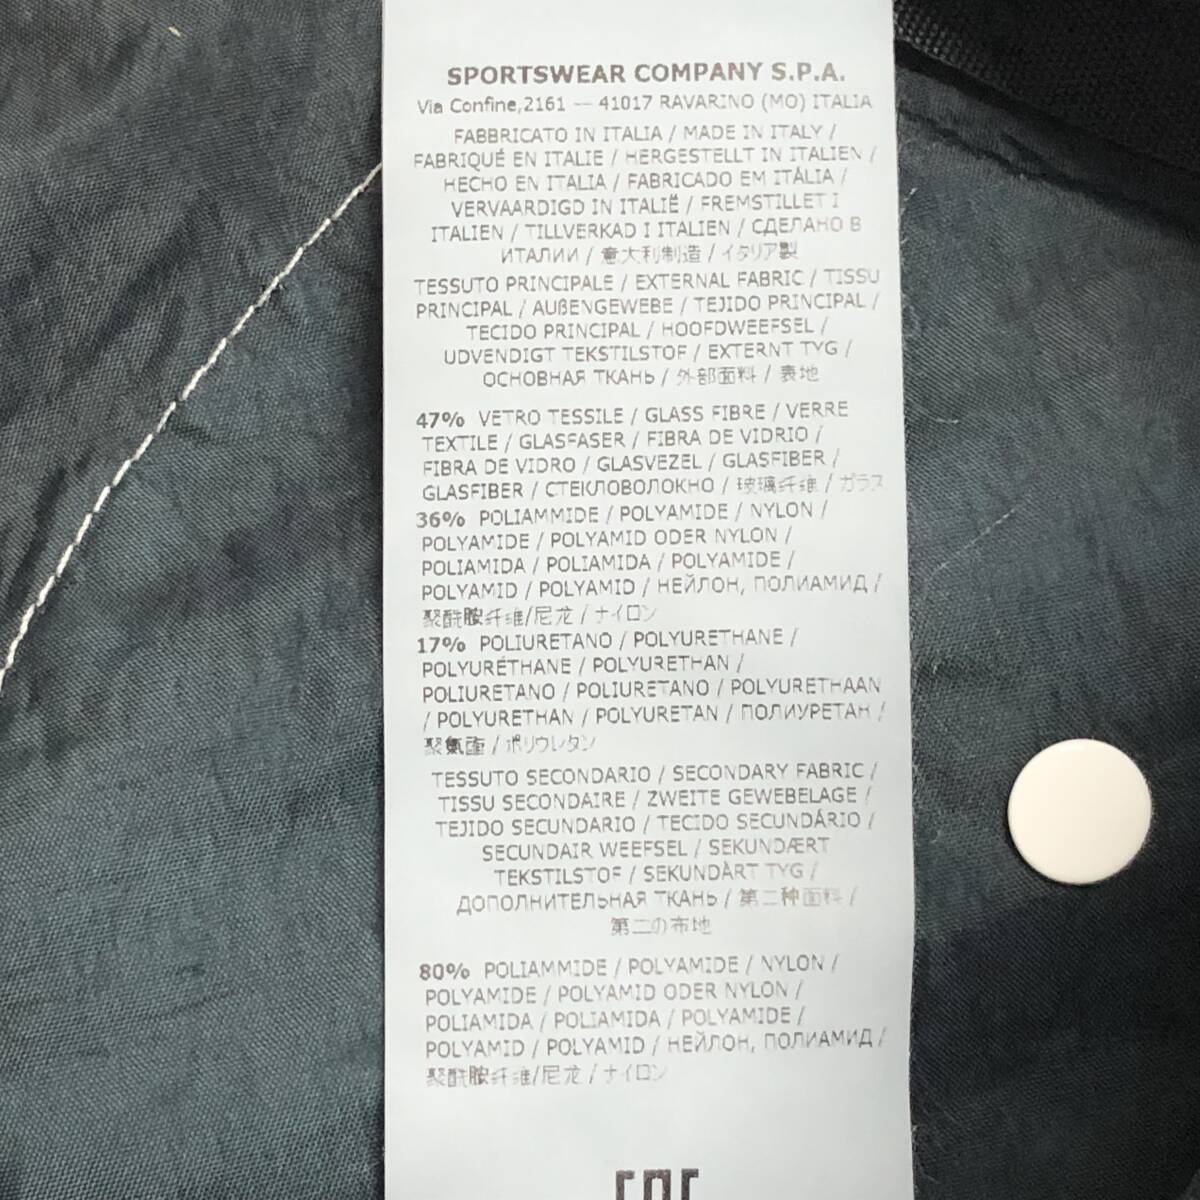 SPORTSWEAR COMPANY S.P.A.
Via Confine,2161 — 41017 RAVARINO (MO) ITALIA
FABBRICATO IN ITALIA / MADE IN ITALY /
FABRIQUÉ EN ITALIE / HERGESTELLT IN ITALIEN /
HECHO EN ITALIA / FABRICADO EM ITÁLIA /
VERVAARDIGD IN ITALIË / FREMSTILLET I
ITALIEN / TILLVERKAD I ITALIEN / СДЕЛАНО В
ИТАЛИИ / 意大利制造 / イタリア製
TESSUTO PRINCIPALE / EXTERNAL FABRIC / TISSU
PRINCIPAL / AUßENGEWEBE / TEJIDO PRINCIPAL /
TECIDO PRINCIPAL / HOOFDWEEFSEL /
UDVENDIGT TEKSTILSTOF / EXTERNT TYG /
ОСНОВНАЯ ТКАНЬ / 外部面料 / 表地
47% VETRO TESSILE / GLASS FIBRE / VERRE
TEXTILE / GLASFASER / FIBRA DE VIDRIO /
FIBRA DE VIDRO / GLASVEZEL / GLASFIBER /
GLASFIBER / СТЕКЛОВОЛОКНО / 玻璃纤维 / ガラス
36% POLIAMMIDE / POLYAMIDE / NYLON /
POLYAMIDE / POLYAMID ODER NYLON /
POLIAMIDA / POLIAMIDA / POLYAMIDE /
POLYAMID / POLYAMID / НЕЙЛОН, ПОЛИАМИД /
聚酰胺纤维/尼龙 / ナイロン
17% POLIURETANO / POLYURETHANE /
POLYURÉTHANE / POLYURETHAN /
POLIURETANO / POLIURETANO / POLYURETHAAN
/ POLYURETHAN / POLYURETAN / ПОЛИУРЕТАН /
聚氨酯 / ポリウレタン
TESSUTO SECONDARIO / SECONDARY FABRIC /
TISSU SECONDAIRE / ZWEITE GEWEBELAGE /
TEJIDO SECUNDARIO / TECIDO SECUNDÁRIO /
SECUNDAIR WEEFSEL / SEKUNDÆRT
TEKSTILSTOF / SEKUNDÀRT TYG /
ДОПОЛНИТЕЛЬНАЯ ТКАНЬ / 第二种面料 /
第二の布地
80% POLIAMMIDE / POLYAMIDE / NYLON /
POLYAMIDE / POLYAMID ODER NYLON /
POLIAMIDA / POLIAMIDA / POLYAMIDE /
POLYAMID / POLYAMID / НЕЙЛОН, ПОЛИАМИД /
聚酰胺纤维/尼龙 / ナイロン